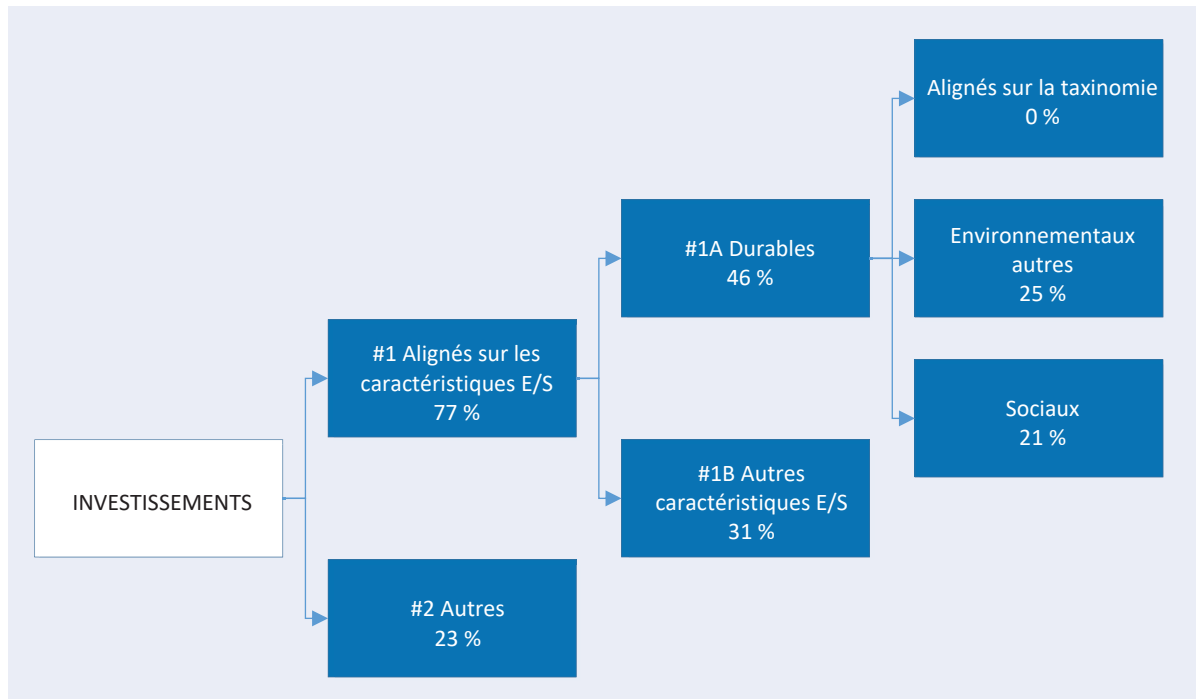 INVESTISSEMENTS
#1 Alignés sur les
caractéristiques E/S
77 %
#2 Autres
23 %
#1A Durables
46 %
#1B Autres
caractéristiques E/S
31 %
Alignés sur la taxinomie
0 %
Environnementaux
autres
25 %
Sociaux
21 %